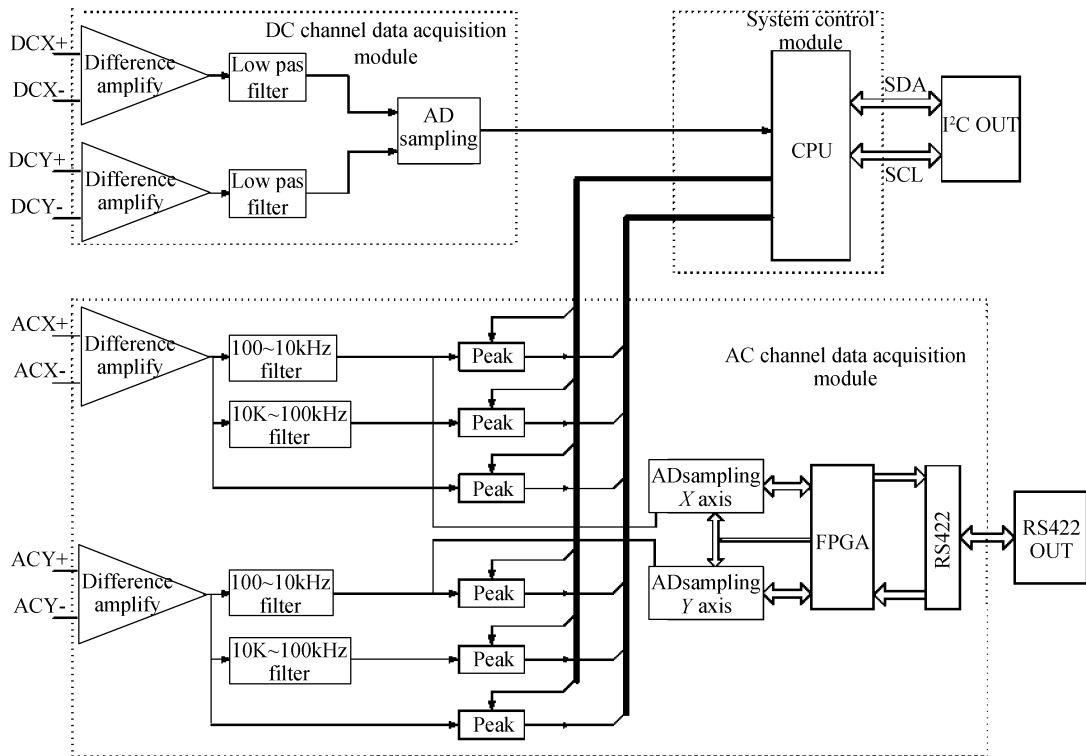 DC channel data acquisition
module
System control
module
DCX+
DCX-
Difference
amplify
Low pas
filter
AD
sampling
DCY+
DCY-
Difference
amplify
Low pas
filter
CPU
SDA
SCL
I²C OUT
ACX+
ACX-
Difference
amplify
100~10kHz
filter
Peak
10K~100kHz
filter
Peak
Peak
AC channel data acquisition
module
ADsampling
X axis
FPGA
RS422
RS422
OUT
ADsampling
Y axis
ACY+
ACY-
Difference
amplify
100~10kHz
filter
Peak
10K~100kHz
filter
Peak
Peak